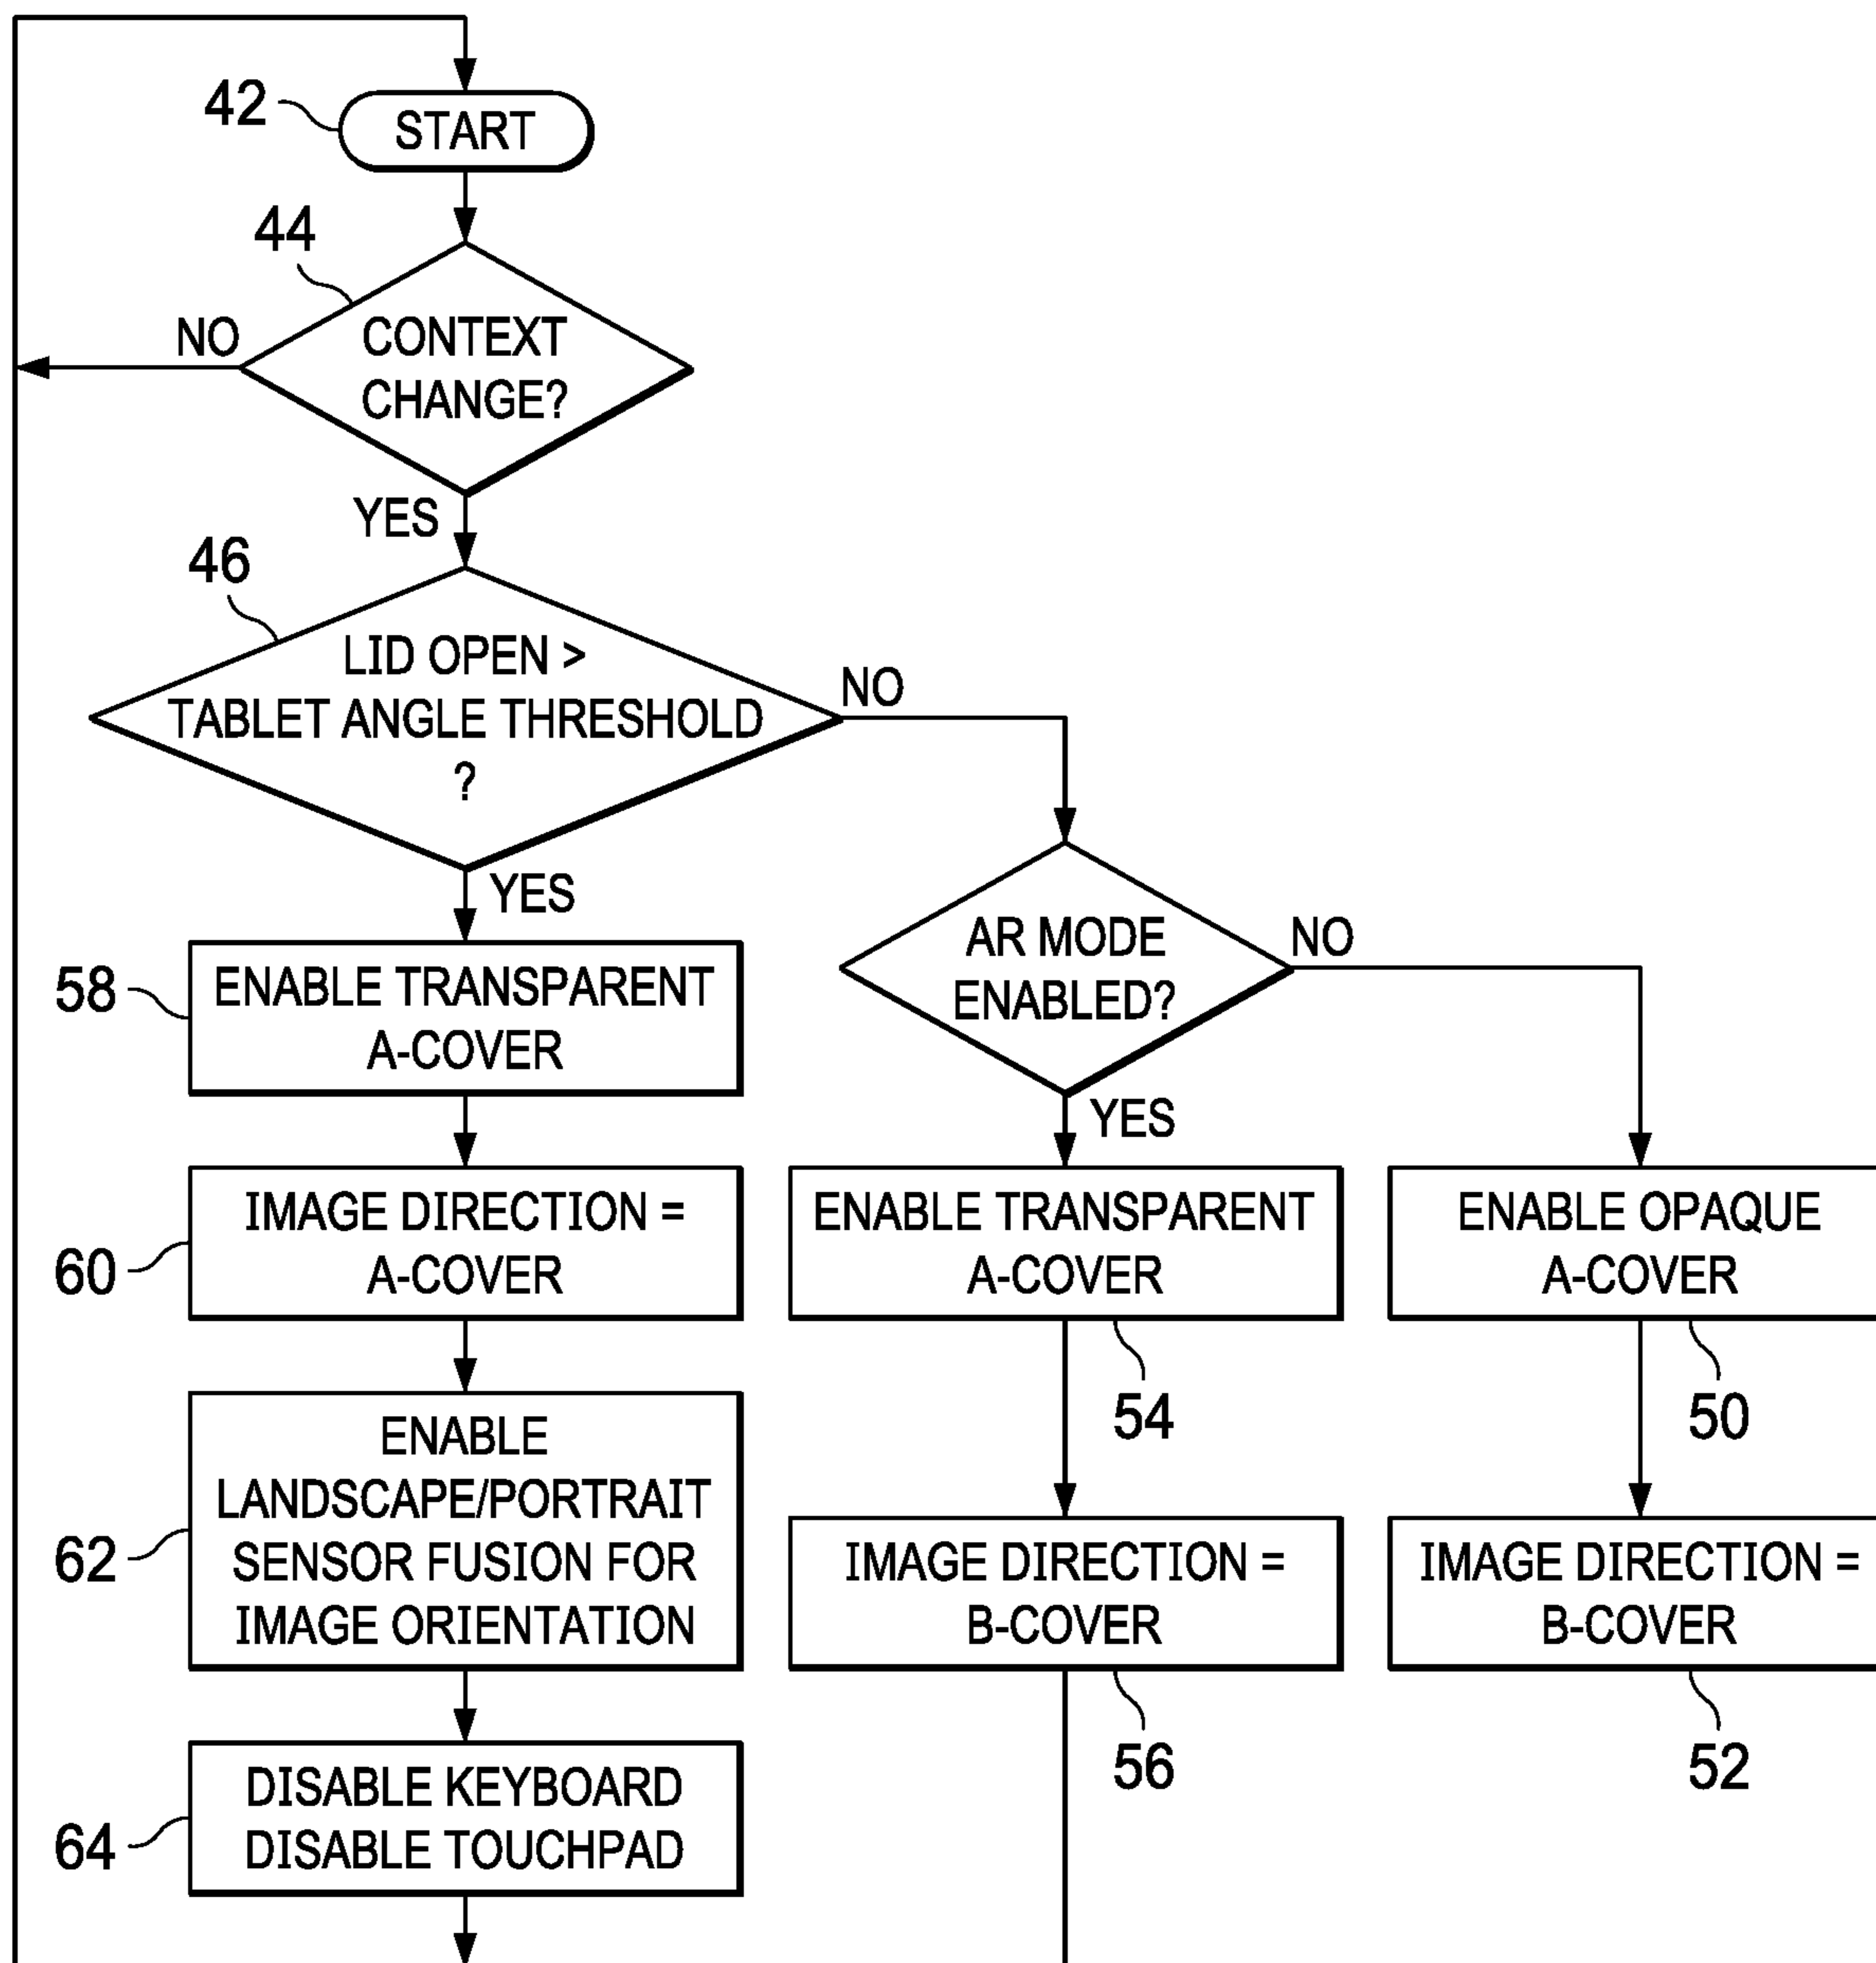 42
START
44
NO
CONTEXT
CHANGE?
YES
46
LID OPEN >
TABLET ANGLE THRESHOLD
?
NO
YES
AR MODE
ENABLED?
NO
YES
58
ENABLE TRANSPARENT
A-COVER
60
IMAGE DIRECTION =
A-COVER
62
ENABLE
LANDSCAPE/PORTRAIT
SENSOR FUSION FOR
IMAGE ORIENTATION
64
DISABLE KEYBOARD
DISABLE TOUCHPAD
ENABLE TRANSPARENT
A-COVER
54
IMAGE DIRECTION =
B-COVER
56
ENABLE OPAQUE
A-COVER
50
IMAGE DIRECTION =
B-COVER
52